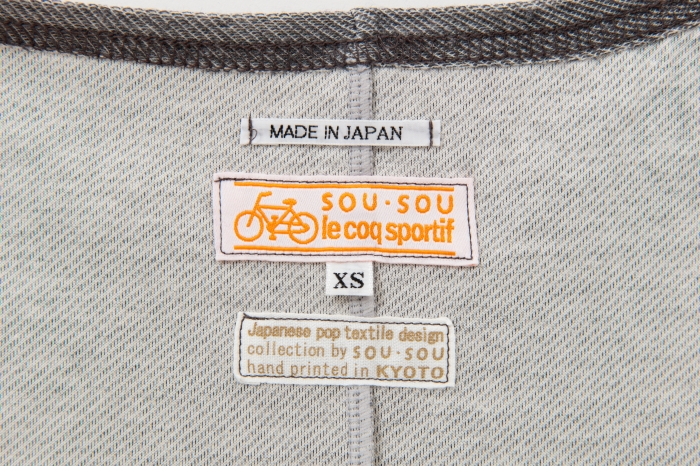 MADE IN JAPAN
SOU・SOU
le coq sportif
XS
Japanese pop textile design
collection by SOU・SOU
hand printed in KYOTO